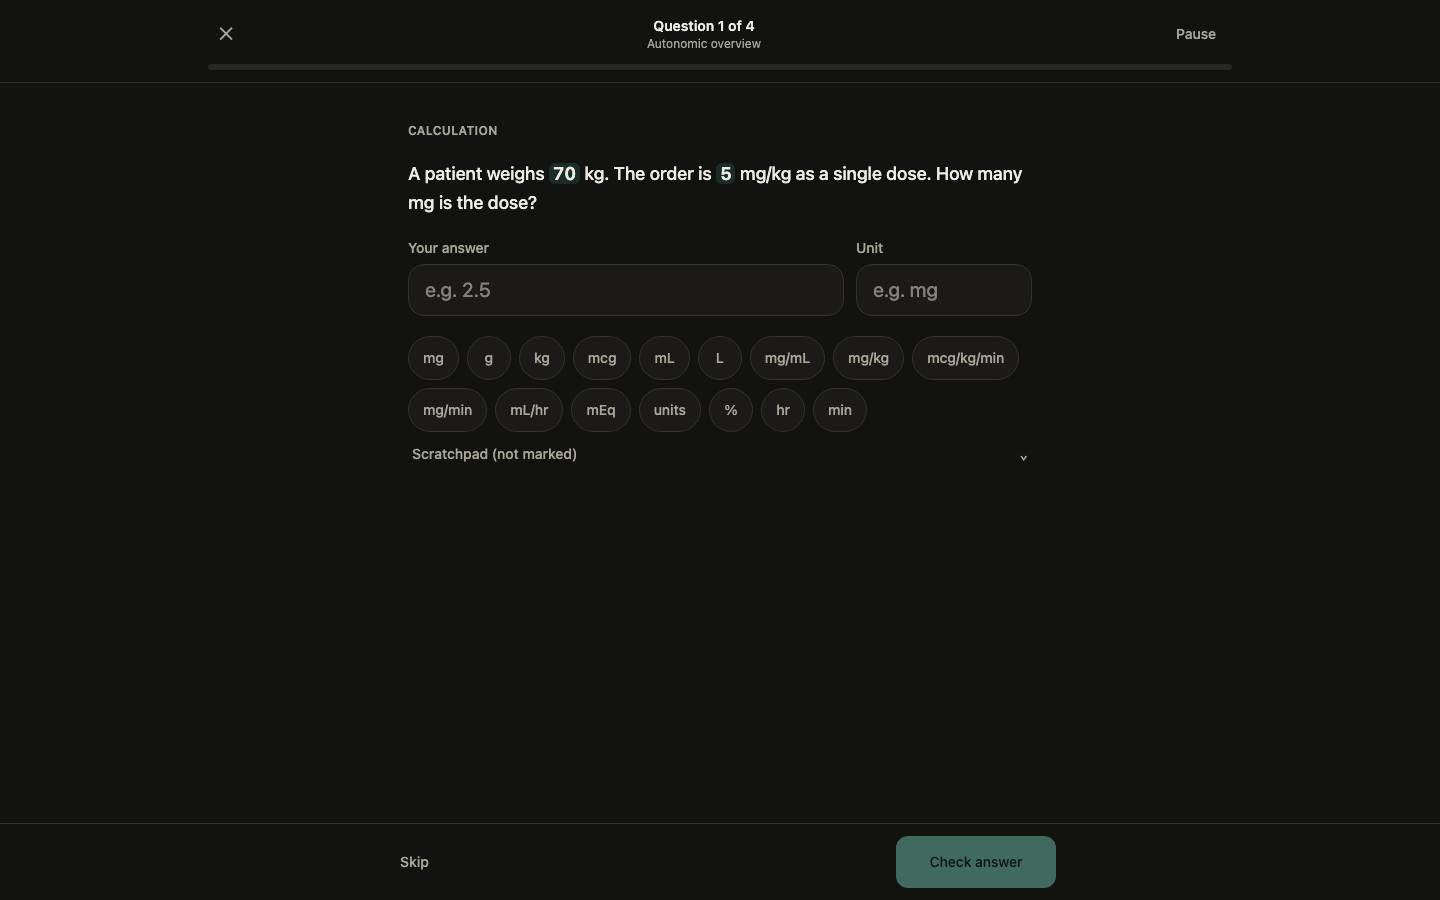 Question 1 of 4
Autonomic overview
Pause
CALCULATION
A patient weighs 70 kg. The order is 5 mg/kg as a single dose. How many
mg is the dose?
Your answer
Unit
e.g. 2.5
e.g. mg
mg g kg mcg mL L mg/mL mg/kg mcg/kg/min
mg/min mL/hr mEq units % hr min
Scratchpad (not marked)
Skip
Check answer